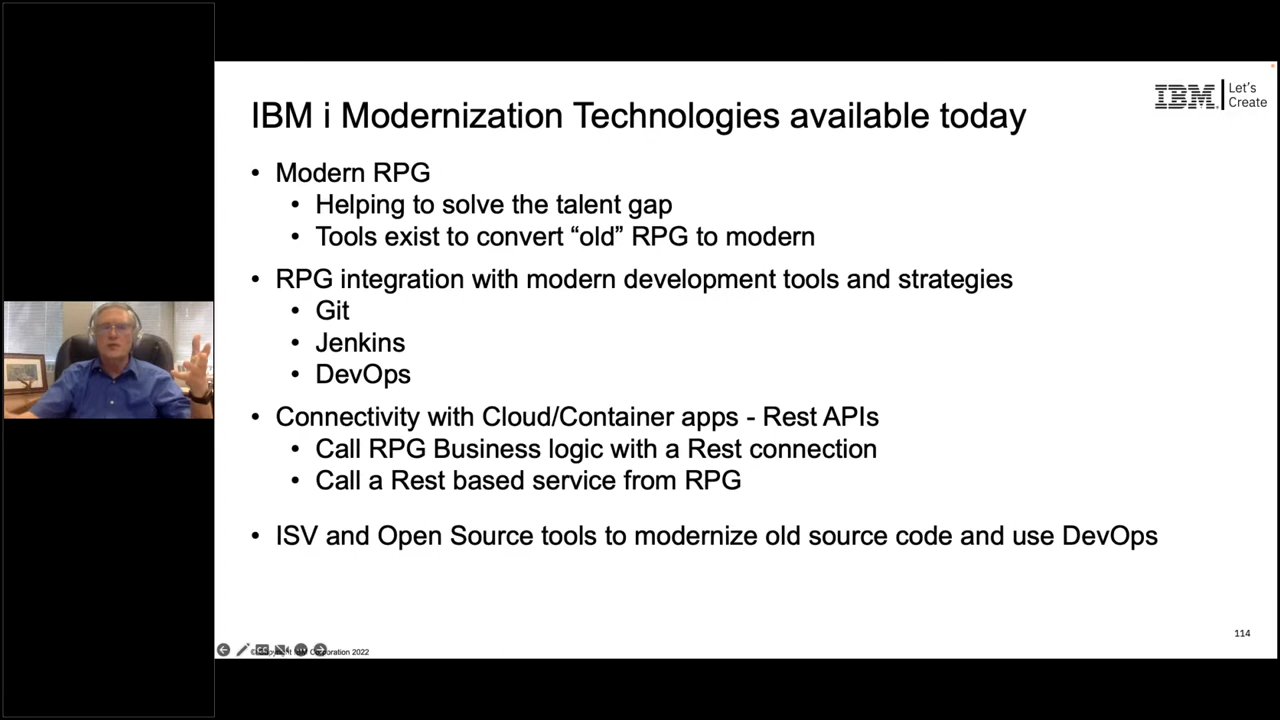 IBM i Modernization Technologies available today
IBM. Let's
Create
• Modern RPG
• Helping to solve the talent gap
• Tools exist to convert “old” RPG to modern
• RPG integration with modern development tools and strategies
• Git
• Jenkins
• DevOps
• Connectivity with Cloud/Container apps - Rest APIs
• Call RPG Business logic with a Rest connection
• Call a Rest based service from RPG
• ISV and Open Source tools to modernize old source code and use DevOps
114
Corporation 2022